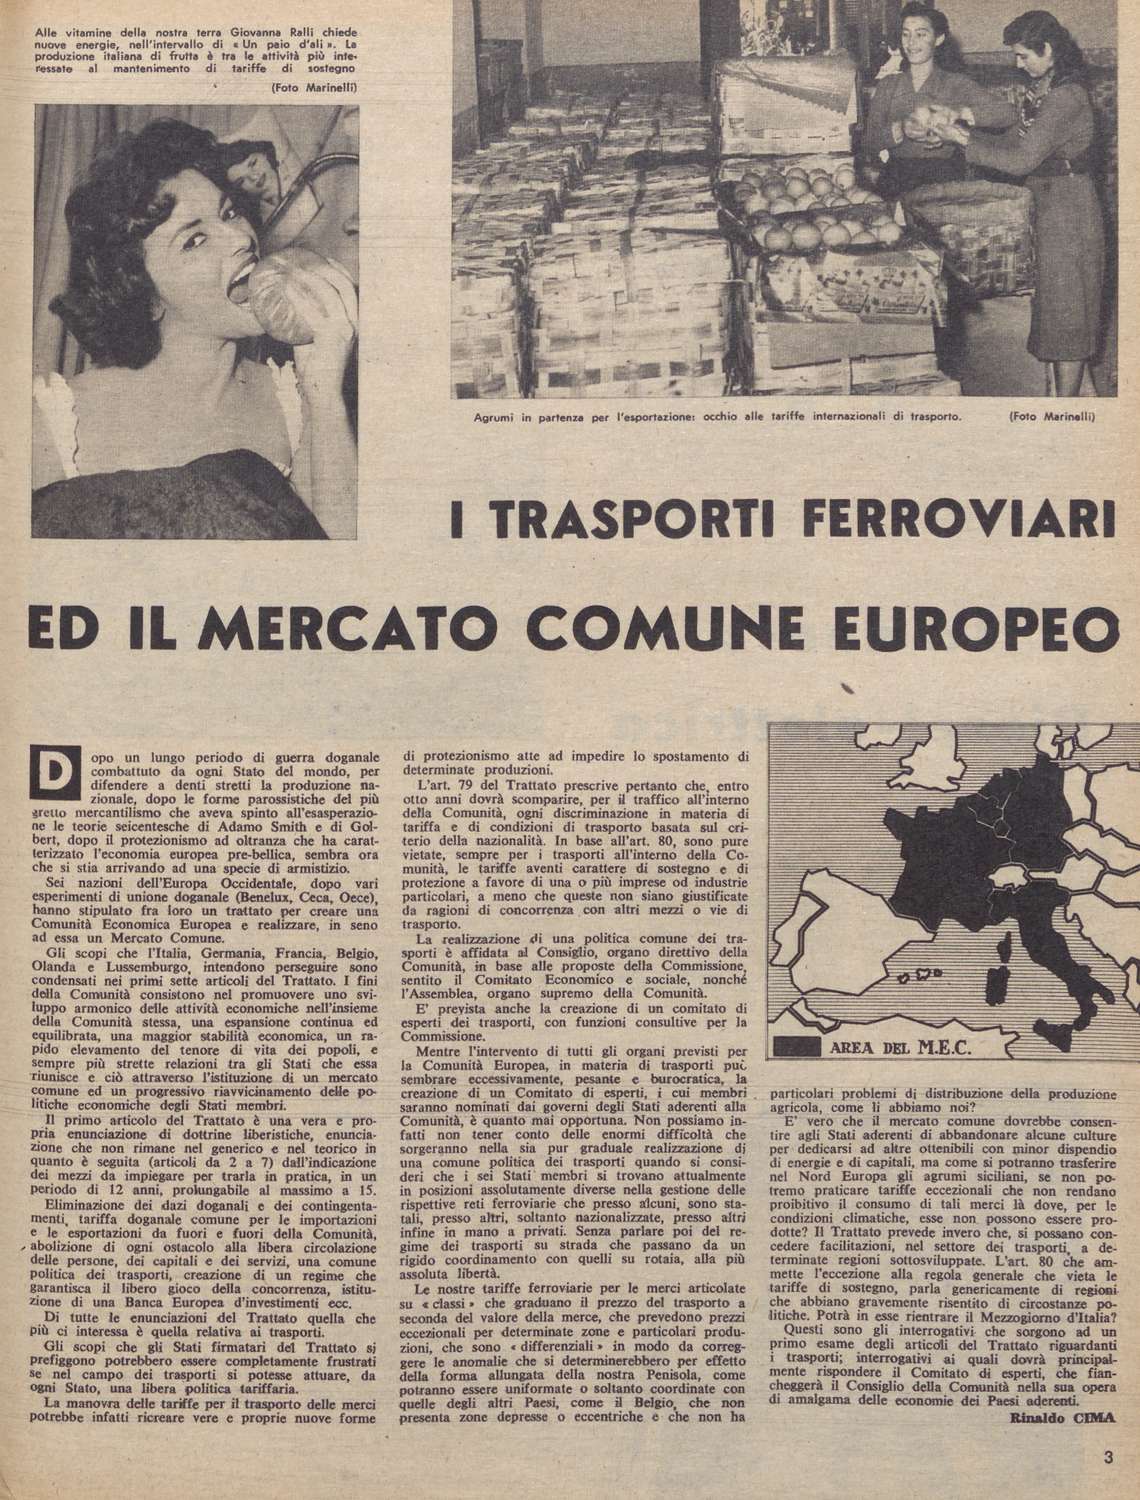 Alle vitamine della nostra terra Giovanna Ralli chiede
nuove energie, nell'intervallo di « Un paio d'ali ». La
produzione italiana di frutta è tra le attività più inte-
ressate al mantenimento di tariffe di sostegno
(Foto Marinelli)
Agrumi in partenza per l'esportazione: occhio alle tariffe internazionali di trasporto. (Foto Marinelli)
I TRASPORTI FERROVIARI
ED IL MERCATO COMUNE EUROPEO
Dopo un lungo periodo di guerra doganale
combattuto da ogni Stato del mondo, per
difendere a denti stretti la produzione na-
zionale, dopo le forme parossistiche del più
gretto mercantilismo che aveva spinto all'esasperazio-
ne le teorie seicentesche di Adamo Smith e di Gol-
bert, dopo il protezionismo ad oltranza che ha carat-
terizzato l'economia europea pre-bellica, sembra ora
che si stia arrivando ad una specie di armistizio.
Sei nazioni dell'Europa Occidentale, dopo vari
esperimenti di unione doganale (Benelux, Ceca, Oece),
hanno stipulato fra loro un trattato per creare una
Comunità Economica Europea e realizzare, in seno
ad essa un Mercato Comune.
Gli scopi che l'Italia, Germania, Francia, Belgio,
Olanda e Lussemburgo, intendono perseguire sono
condensati nei primi sette articoli del Trattato. I fini
della Comunità consistono nel promuovere uno svi-
luppo armonico delle attività economiche nell'insieme
della Comunità stessa, una espansione continua ed
equilibrata, una maggior stabilità economica, un ra-
pido elevamento del tenore di vita dei popoli, e
sempre più strette relazioni tra gli Stati che essa
riunisce e ciò attraverso l'istituzione di un mercato
comune ed un progressivo riavvicinamento delle po-
litiche economiche degli Stati membri.
Il primo articolo del Trattato è una vera e pro-
pria enunciazione di dottrine liberistiche, enuncia-
zione che non rimane nel generico e nel teorico in
quanto è seguita (articoli da 2 a 7) dall'indicazione
dei mezzi da impiegare per trarla in pratica, in un
periodo di 12 anni, prolungabile al massimo a 15.
Eliminazione dei dazi doganali e dei contingenta-
menti, tariffa doganale comune per le importazioni
e le esportazioni da fuori e fuori della Comunità,
abolizione di ogni ostacolo alla libera circolazione
delle persone, dei capitali e dei servizi, una comune
politica dei trasporti, creazione di un regime che
garantisca il libero gioco della concorrenza, istitu-
zione di una Banca Europea d'investimenti ecc.
Di tutte le enunciazioni del Trattato quella che
più ci interessa è quella relativa ai trasporti.
Gli scopi che gli Stati firmatari del Trattato si
prefiggono potrebbero essere completamente frustrati
se nel campo dei trasporti si potesse attuare, da
ogni Stato, una libera politica tariffaria.
La manovra delle tariffe per il trasporto delle merci
potrebbe infatti ricreare vere e proprie nuove forme
di protezionismo atte ad impedire lo spostamento di
determinate produzioni.
L'art. 79 del Trattato prescrive pertanto che, entro
otto anni dovrà scomparire, per il traffico all'interno
della Comunità, ogni discriminazione in materia di
tariffa e di condizioni di trasporto basata sul cri-
terio della nazionalità. In base all'art. 80, sono pure
vietate, sempre per i trasporti all'interno della Co-
munità, le tariffe aventi carattere di sostegno e di
protezione a favore di una o più imprese od industrie
particolari, a meno che queste non siano giustificate
da ragioni di concorrenza con altri mezzi o vie di
trasporto.
La realizzazione di una politica comune dei tra-
sporti è affidata al Consiglio, organo direttivo della
Comunità, in base alle proposte della Commissione,
sentito il Comitato Economico e sociale, nonché
l'Assemblea, organo supremo della Comunità.
E' prevista anche la creazione di un comitato di
esperti dei trasporti, con funzioni consultive per la
Commissione.
Mentre l'intervento di tutti gli organi previsti per
la Comunità Europea, in materia di trasporti può
sembrare eccessivamente, pesante e burocratica, la
creazione di un Comitato di esperti, i cui membri
saranno nominati dai governi degli Stati aderenti alla
Comunità, è quanto mai opportuna. Non possiamo in-
fatti non tener conto delle enormi difficoltà che
sorgeranno nella sia pur graduale realizzazione di
una comune politica dei trasporti quando si consi-
deri che i sei Stati membri si trovano attualmente
in posizioni assolutamente diverse nella gestione delle
rispettive reti ferroviarie che presso alcuni, sono sta-
tali, presso altri, soltanto nazionalizzate, presso altri
infine in mano a privati. Senza parlare poi del re-
gime dei trasporti su strada che passano da un
rigido coordinamento con quelli su rotaia, alla più
assoluta libertà.
Le nostre tariffe ferroviarie per le merci articolate
su « classi » che graduano il prezzo del trasporto a
seconda del valore della merce, che prevedono prezzi
eccezionali per determinate zone e particolari produ-
zioni, che sono « differenziali » in modo da correg-
gere le anomalie che si determinerebbero per effetto
della forma allungata della nostra Penisola, come
potranno essere uniformate o soltanto coordinate con
quelle degli altri Paesi, come il Belgio, che non
presenta zone depresse o eccentriche e che non ha
AREA DEL M.E.C.
particolari problemi di distribuzione della produzione
agricola, come li abbiamo noi?
E' vero che il mercato comune dovrebbe consen-
tire agli Stati aderenti di abbandonare alcune culture
per dedicarsi ad altre ottenibili con minor dispendio
di energie e di capitali, ma come si potranno trasferire
nel Nord Europa gli agrumi siciliani, se non po-
tremo praticare tariffe eccezionali che non rendano
proibitivo il consumo di tali merci là dove, per le
condizioni climatiche, esse non possono essere pro-
dotte? Il Trattato prevede invero che, si possano con-
cedere facilitazioni, nel settore dei trasporti, a de-
terminate regioni sottosviluppate. L'art. 80 che am-
mette l'eccezione alla regola generale che vieta le
tariffe di sostegno, parla genericamente di regioni
che abbiano gravemente risentito di circostanze po-
litiche. Potrà in esse rientrare il Mezzogiorno d'Italia?
Questi sono gli interrogativi che sorgono ad un
primo esame degli articoli del Trattato riguardanti
i trasporti; interrogativi ai quali dovrà principal-
mente rispondere il Comitato di esperti, che fian-
cheggerà il Consiglio della Comunità nella sua opera
di amalgama delle economie dei Paesi aderenti.
Rinaldo CIMA
3